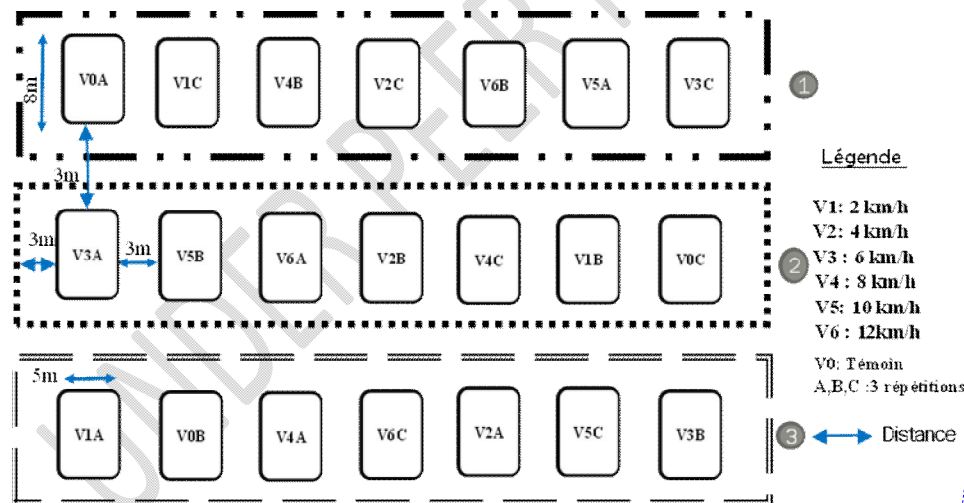 V0A V1C V4B V2C V6B V5A V3C
8m
1
3m
3m
V3A
3m
V5B V6A V2B V4C V1B V0C
2
5m
V1A V0B V4A V6C V2A V5C V3B
3
Légende
V1: 2 km/h
V2: 4 km/h
V3 : 6 km/h
V4 : 8 km/h
V5: 10 km/h
V6 : 12km/h
V0: Témoin
A,B,C :3 répétitions
Distance
UNDER PEER